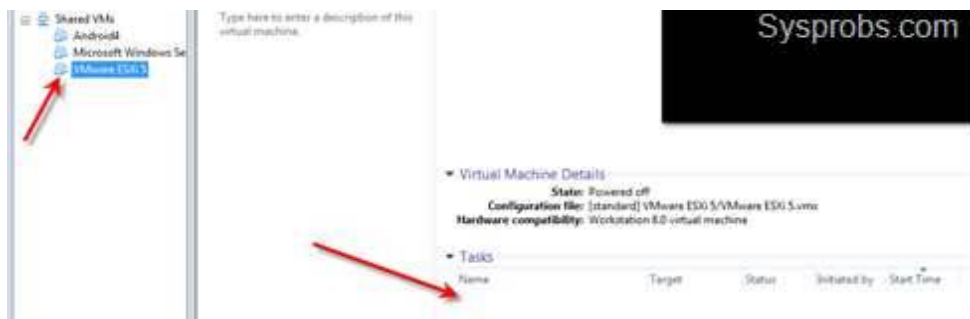 Shared VMs
Android4
Microsoft Windows Se
VMware ESXi 5
Type here to enter a description of this
virtual machine.
Sysprobs.com
Virtual Machine Details
State: Powered off
Configuration file: [standard] VMware ESXi 5/VMware ESXi 5.vmx
Hardware compatibility: Workstation 8.0 virtual machine
Tasks
Name Target Status Initiated by Start Time